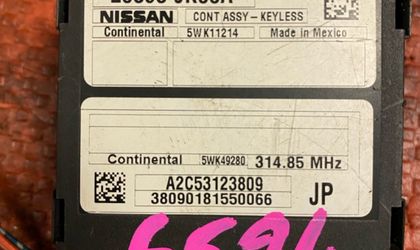 NISSAN CONT ASSY-KEYLESS
Continental 5WK11214 Made in Mexico
Continental 5WK49280 314.85 MHz
A2C53123809
38090181550066 JP